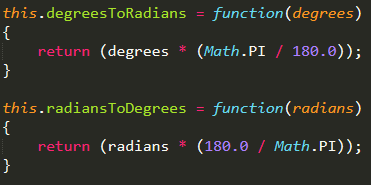 this.degreesToRadians = function(degrees)
{
    return (degrees * (Math.PI / 180.0));
}
this.radiansToDegrees = function(radians)
{
    return (radians * (180.0 / Math.PI));
}